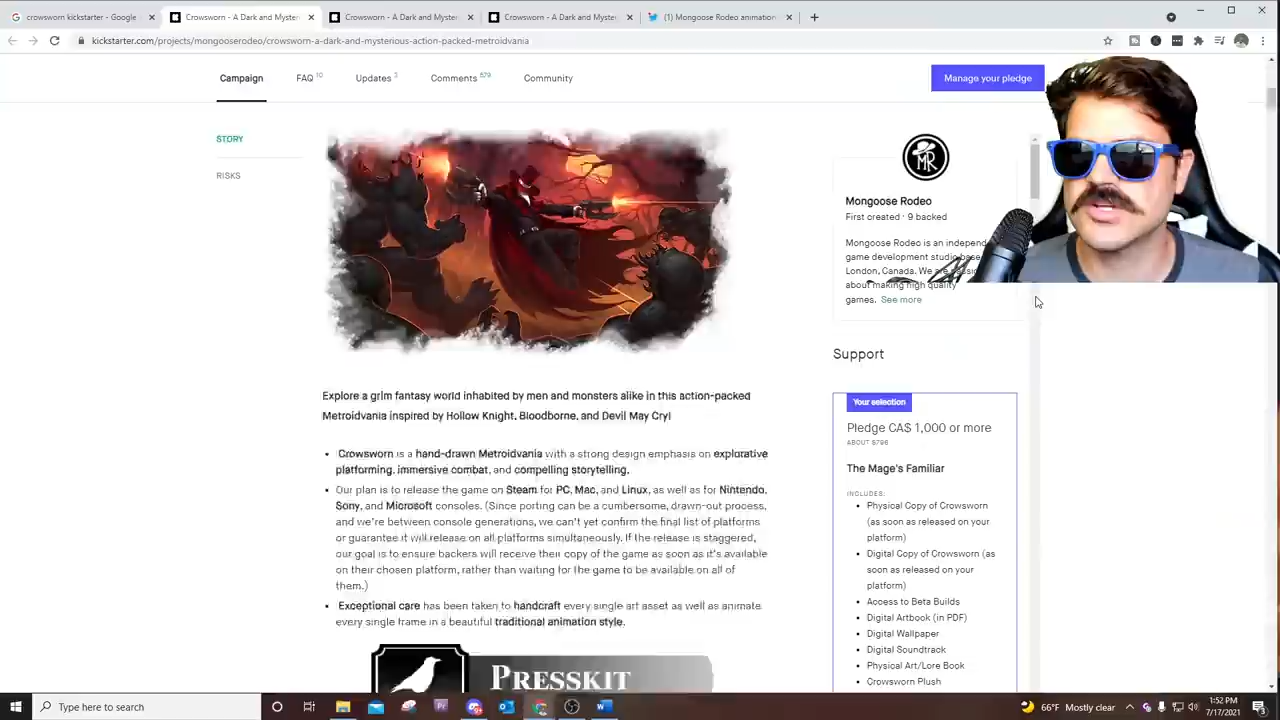 crowsworn kickstarter - Google
Crowsworn - A Dark and Myster
Crowsworn - A Dark and Myster
Crowsworn - A Dark and Myster
(1) Mongoose Rodeo animation
kickstarter.com/projects/mongooserodeo/crowsworn-a-dark-and-mysterious-action-packed-metroidvania
Campaign
FAQ 10
Updates 3
Comments 579
Community
Manage your pledge
STORY
RISKS
MR
Mongoose Rodeo
First created · 9 backed
Mongoose Rodeo is an independ
game development studio base
London, Canada. We are
about making high quality
games. See more
Explore a grim fantasy world inhabited by men and monsters alike in this action-packed
Metroidvania inspired by Hollow Knight, Bloodborne, and Devil May Cry!
Crowsworn is a hand-drawn Metroidvania with a strong design emphasis on explorative
platforming, immersive combat, and compelling storytelling.
Our plan is to release the game on Steam for PC, Mac, and Linux, as well as for Nintendo,
Sony, and Microsoft consoles. (Since porting can be a cumbersome, drawn-out process,
and we're between console generations, we can't yet confirm the final list of platforms
or guarantee it will release on all platforms simultaneously. If the release is staggered,
our goal is to ensure backers will receive their copy of the game as soon as it's available
on their chosen platform, rather than waiting for the game to be available on all of
them.)
Exceptional care has been taken to handcraft every single art asset as well as animate
every single frame in a beautiful traditional animation style.
PRESSKIT
Support
Your selection
Pledge CA$ 1,000 or more
ABOUT $796
The Mage's Familiar
INCLUDES:
Physical Copy of Crowsworn
(as soon as released on your
platform)
Digital Copy of Crowsworn (as
soon as released on your
platform)
Access to Beta Builds
Digital Artbook (in PDF)
Digital Wallpaper
Digital Soundtrack
Physical Art/Lore Book
Crowsworn Plush
Type here to search
66°F Mostly clear
1:52 PM
7/17/2021